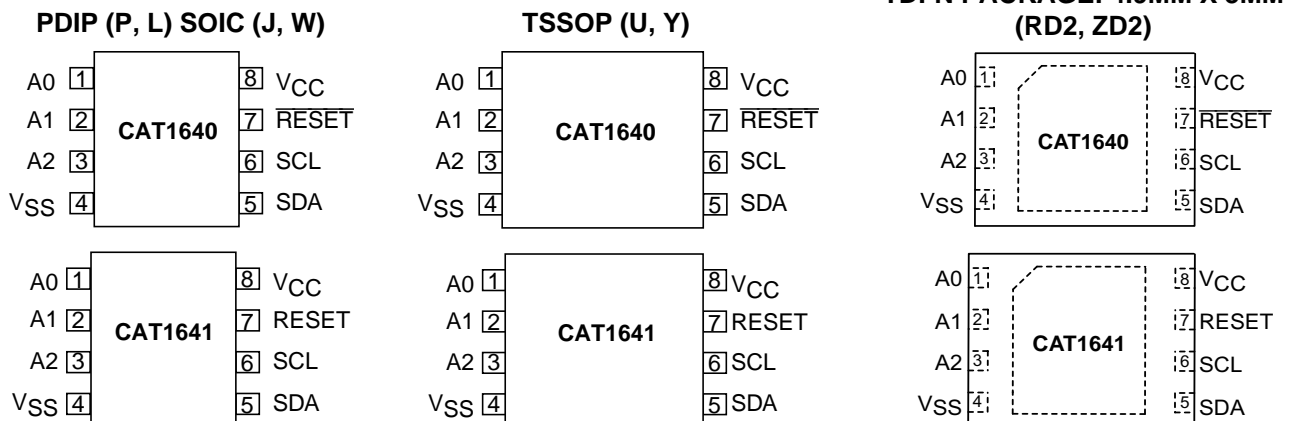 PDIP (P, L) SOIC (J, W)
A0 1 8 VCC
A1 2 CAT1640 7 RESET
A2 3 6 SCL
VSS 4 5 SDA
A0 1 8 VCC
A1 2 CAT1641 7 RESET
A2 3 6 SCL
VSS 4 5 SDA
TSSOP (U, Y)
A0 1 8 VCC
A1 2 CAT1640 7 RESET
A2 3 6 SCL
VSS 4 5 SDA
A0 1 8 VCC
A1 2 CAT1641 7 RESET
A2 3 6 SCL
VSS 4 5 SDA
(RD2, ZD2)
A0 1 8 VCC
A1 2 CAT1640 7 RESET
A2 3 6 SCL
VSS 4 5 SDA
A0 1 8 VCC
A1 2 CAT1641 7 RESET
A2 3 6 SCL
VSS 4 5 SDA